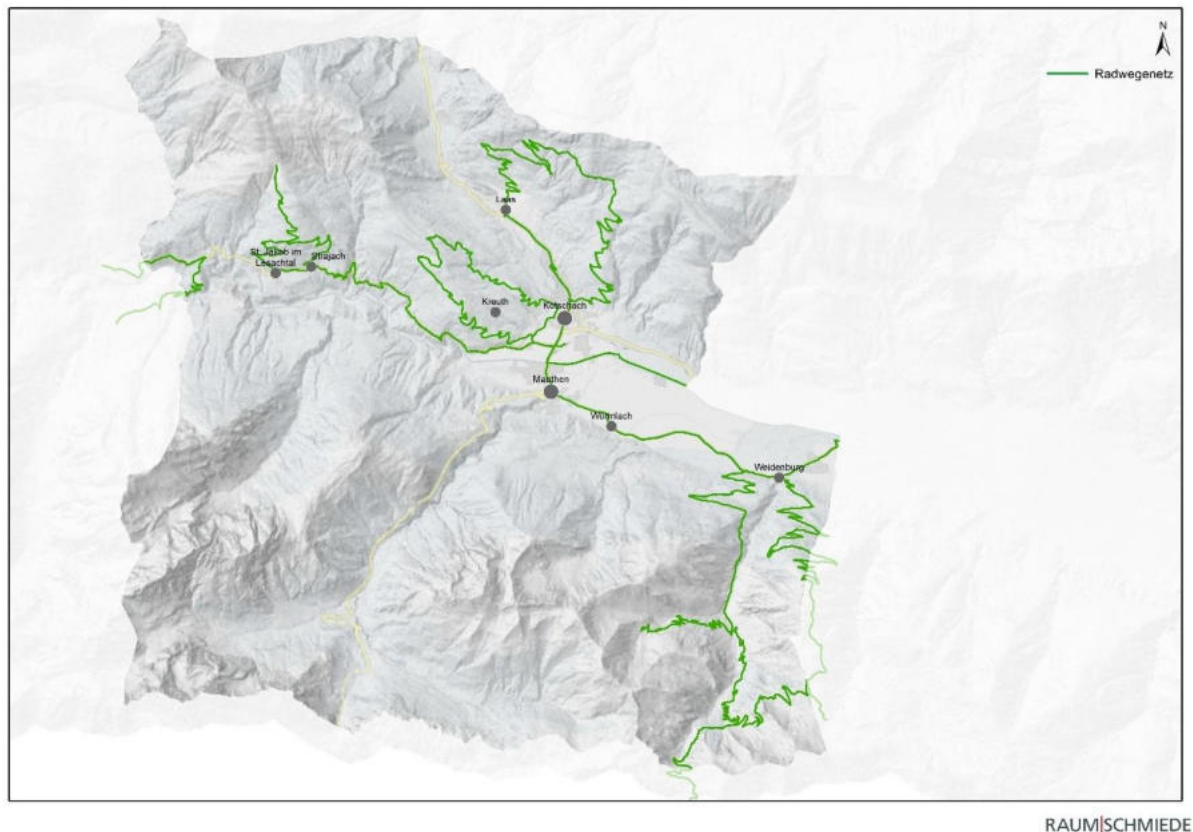 N
Radwegenetz
Laas
St. Jakob im
Lesachtal
Strajach
Kreuth
Kötschach
Mauthen
Würmlach
Weidenburg
RAUM|SCHMIEDE